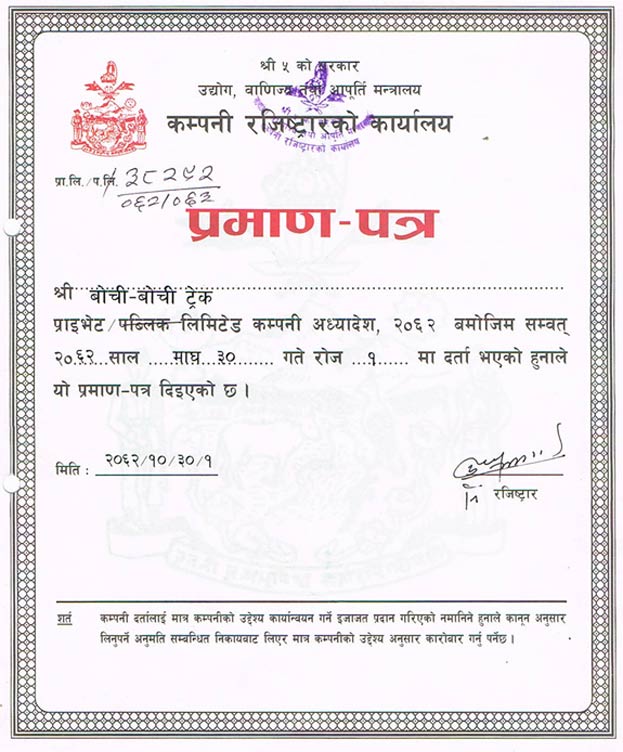 श्री ५ को सरकार
उद्योग, वाणिज्य तथा आपूर्ति मन्त्रालय
कम्पनी रजिष्ट्रारको कार्यालय
प्रा.लि./प.लि. ३८२९२
०६२/०६३
प्रमाण-पत्र
श्री बोची-बोची ट्रेक
प्राइभेट/पब्लिक लिमिटेड कम्पनी अध्यादेश, २०६२ बमोजिम सम्वत्
२०६२ साल माघ ३० गते रोज १ मा दर्ता भएको हुनाले
यो प्रमाण-पत्र दिइएको छ।
मिति : २०६२/१०/३०/१
रजिष्ट्रार
शर्त कम्पनी दर्तालाई मात्र कम्पनीको उद्देश्य कार्यान्वयन गर्ने इजाजत प्रदान गरिएको नमानिने हुनाले कानून अनुसार
लिनुपर्ने अनुमति सम्बन्धित निकायबाट लिएर मात्र कम्पनीको उद्देश्य अनुसार कारोबार गर्नु पर्नेछ।